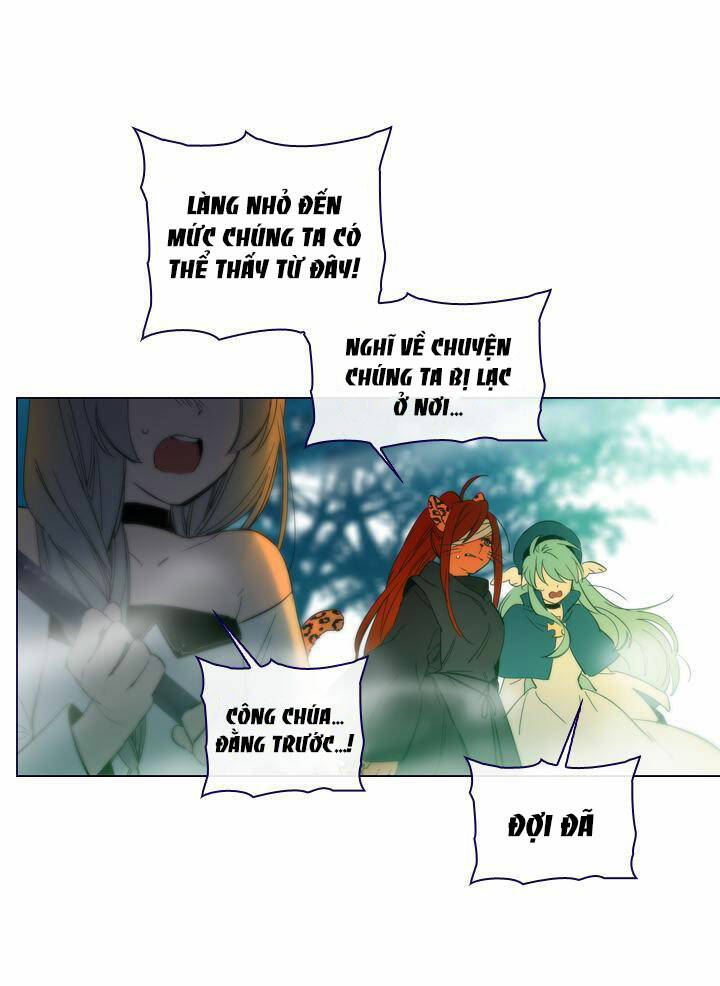 LÀNG NHỎ ĐẾN
MỨC CHÚNG TA CÓ
THỂ THẤY TỪ ĐÂY!
NGHĨ VỀ CHUYỆN
CHÚNG TA BỊ LẠC
Ở NƠI...
CÔNG CHÚA...
ĐẰNG TRƯỚC...!
ĐỢI ĐÃ